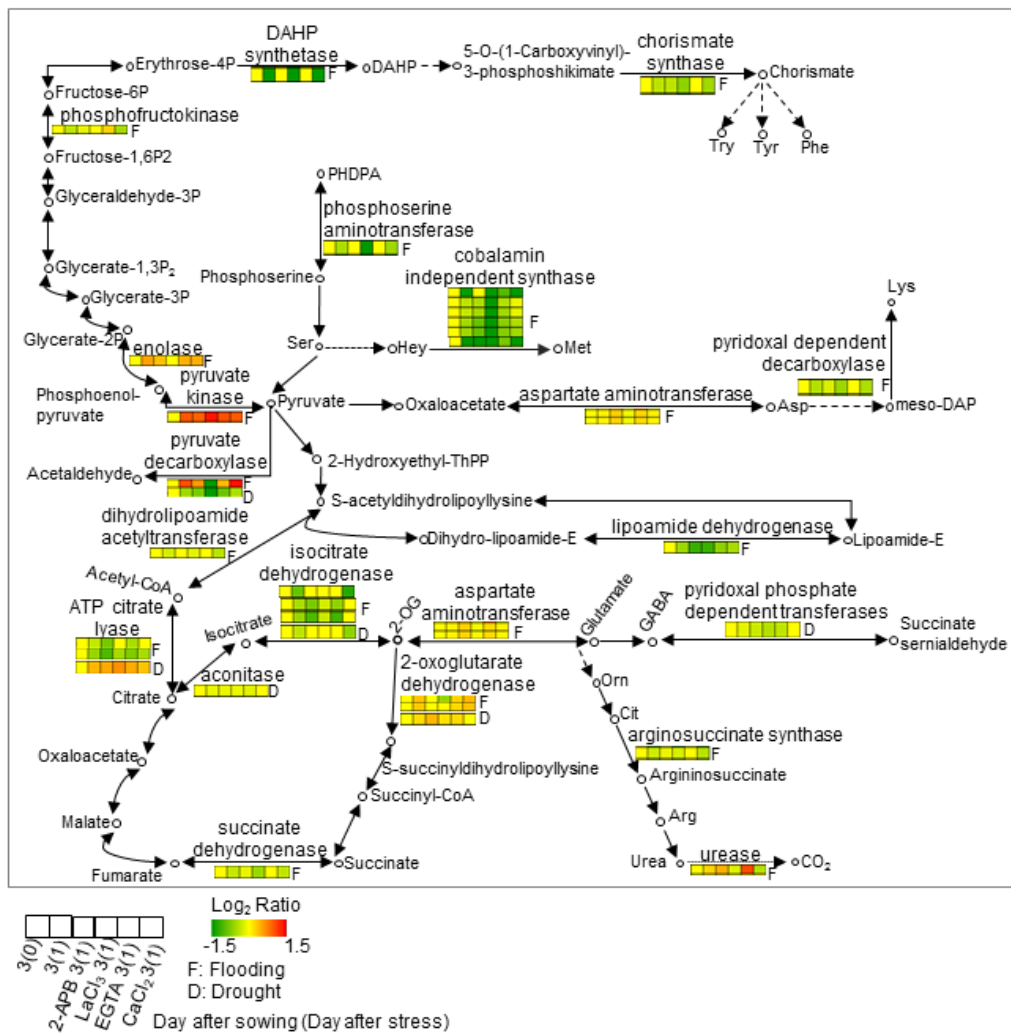 DAHP
synthetase
Erythrose-4P
F
DAHP
5-O-(1-Carboxyvinyl)-
3-phosphoshikimate
chorismate
synthase
F
Chorismate
Fructose-6P
phosphofructokinase
F
Try
Tyr
Phe
Fructose-1,6P2
PHDPA
Glyceraldehyde-3P
phosphoserine
aminotransferase
F
cobalamin
independent synthase
F
Glycerate-1,3P₂
Phosphoserine
Glycerate-3P
Lys
Glycerate-2P
enolase
F
Ser
Hey
Met
pyridoxal dependent
decarboxylase
F
Phosphoenol-
pyruvate
pyruvate
kinase
F
Pyruvate
Oxaloacetate
aspartate aminotransferase
F
Asp
meso-DAP
pyruvate
decarboxylase
F
D
Acetaldehyde
2-Hydroxyethyl-ThPP
S-acetyldihydrolipoyllysine
dihydrolipoamide
acetyltransferase
F
Dihydro-lipoamide-E
lipoamide dehydrogenase
F
Lipoamide-E
isocitrate
dehydrogenase
F
D
Acetyl-CoA
ATP citrate
lyase
F
D
Isocitrate
2-OG
aspartate
aminotransferase
F
Glutamate
GABA
pyridoxal phosphate
dependent transferases
D
Succinate
sernialdehyde
aconitase
D
2-oxoglutarate
dehydrogenase
F
D
Citrate
Orn
Cit
arginosuccinate synthase
F
Oxaloacetate
S-succinyldihydrolipoyllysine
Argininosuccinate
Succinyl-CoA
Malate
Arg
succinate
dehydrogenase
F
Fumarate
Succinate
Urea
urease
F
CO₂
3(0)
3(1)
2-APB 3(1)
LaCl₃ 3(1)
EGTA 3(1)
CaCl₂ 3(1)
Log₂ Ratio
-1.5
1.5
F: Flooding
D: Drought
Day after sowing (Day after stress)